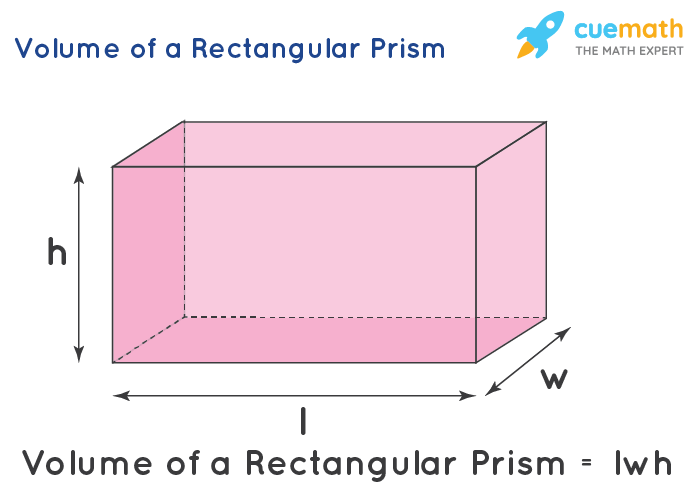 Volume of a Rectangular Prism
cuemath
THE MATH EXPERT
h
w
l
Volume of a Rectangular Prism = lwh